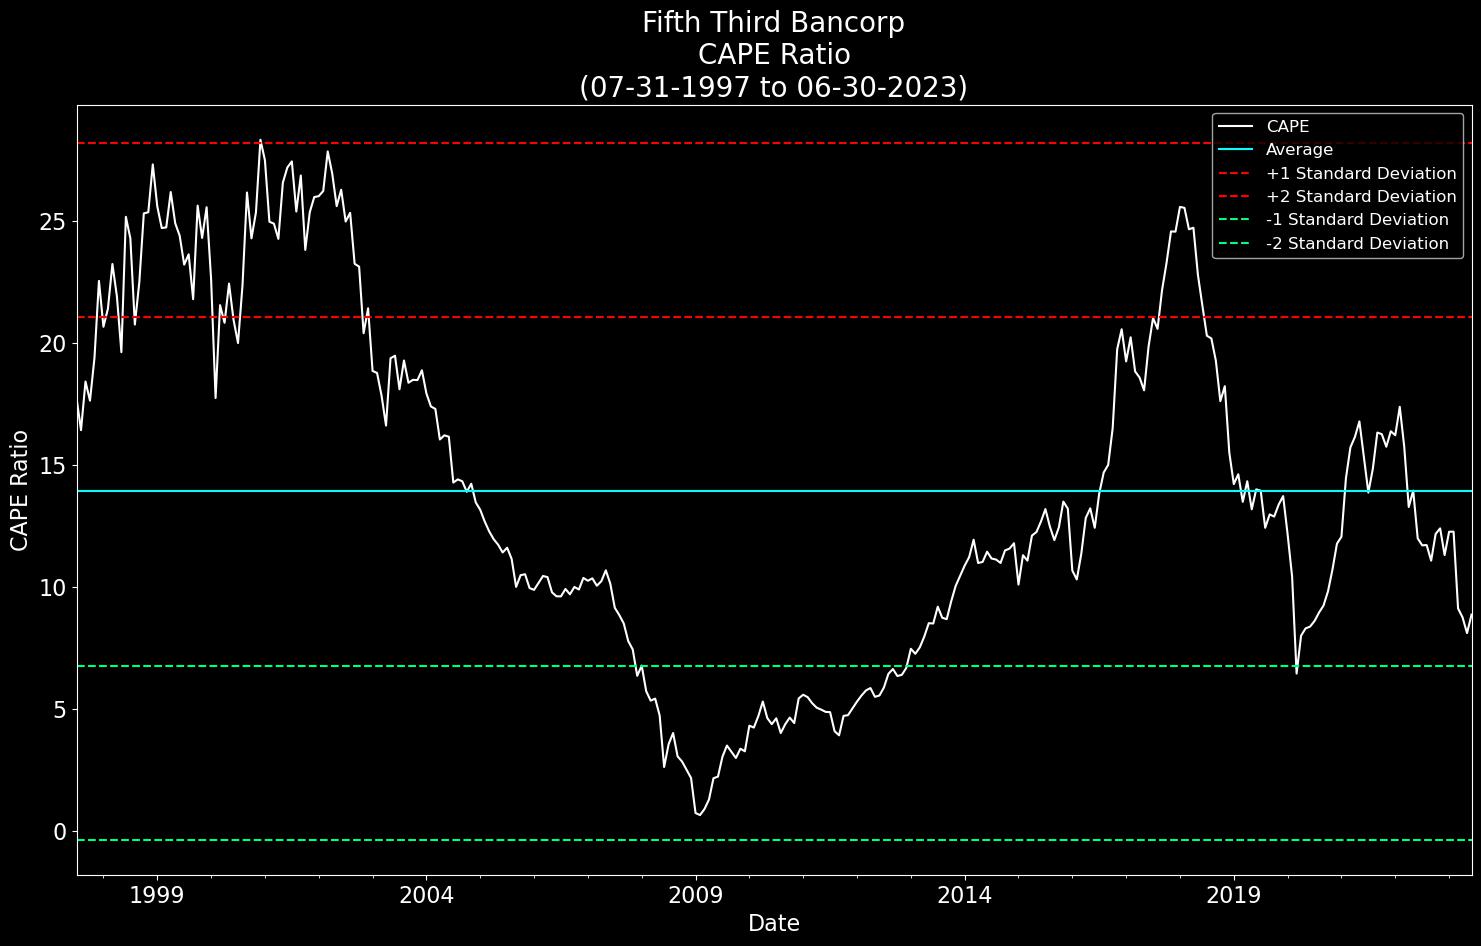 Fifth Third Bancorp
CAPE Ratio
(07-31-1997 to 06-30-2023)
CAPE
Average
+1 Standard Deviation
+2 Standard Deviation
-1 Standard Deviation
-2 Standard Deviation
CAPE Ratio
25
20
15
10
5
0
1999
2004
2009
2014
2019
Date